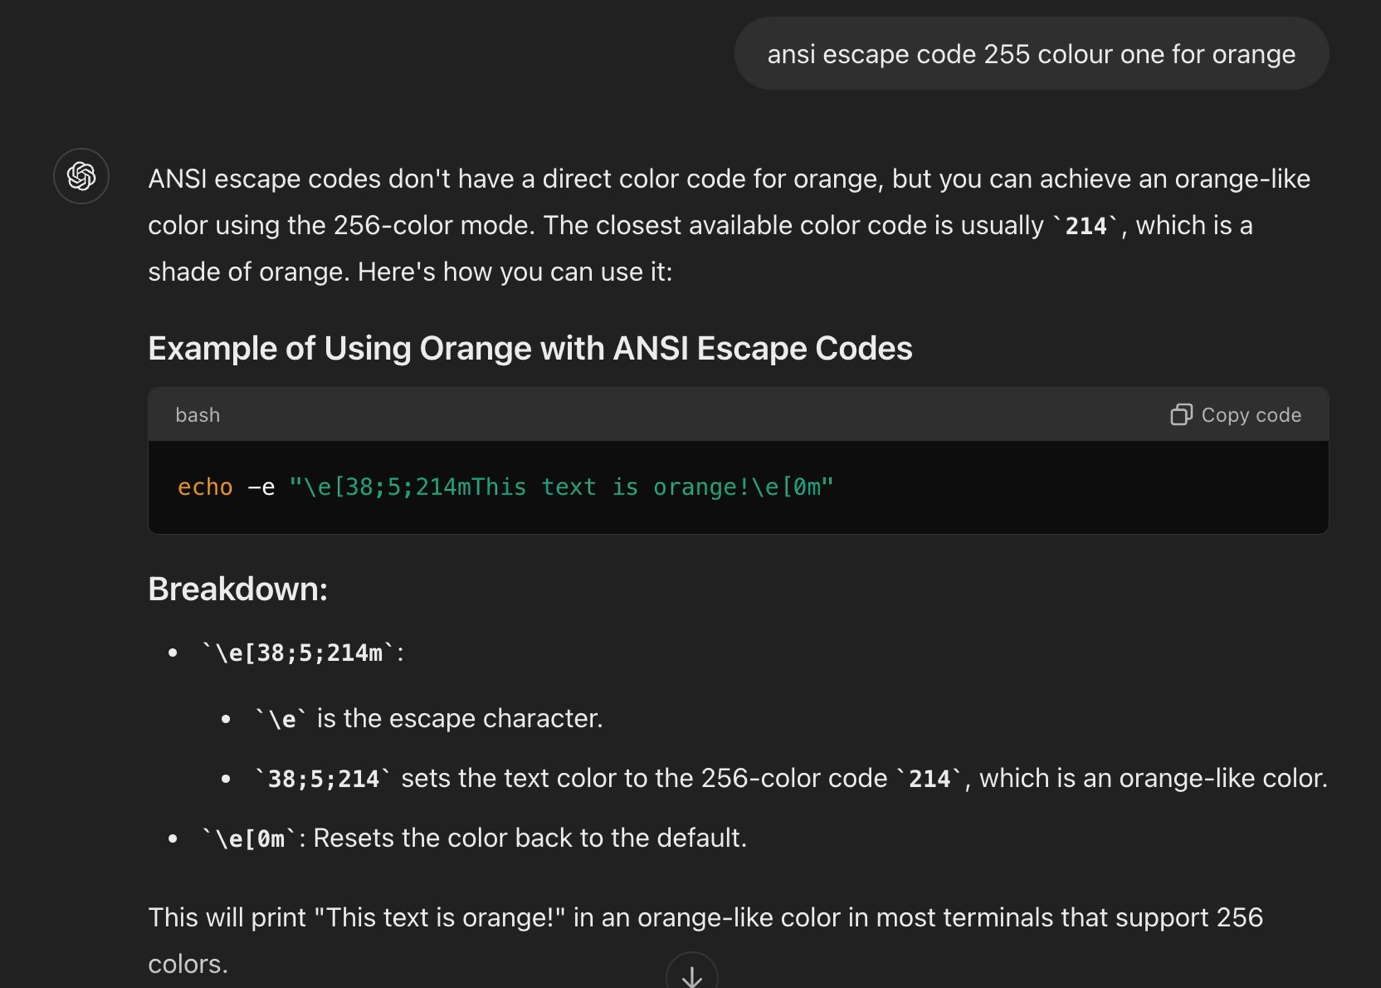 ansi escape code 255 colour one for orange
ANSI escape codes don't have a direct color code for orange, but you can achieve an orange-like
color using the 256-color mode. The closest available color code is usually `214`, which is a
shade of orange. Here's how you can use it:
Example of Using Orange with ANSI Escape Codes
bash
Copy code
echo -e "\e[38;5;214mThis text is orange!\e[0m"
Breakdown:
• `\e[38;5;214m`:
• `\e` is the escape character.
• `38;5;214` sets the text color to the 256-color code `214`, which is an orange-like color.
• `\e[0m`: Resets the color back to the default.
This will print "This text is orange!" in an orange-like color in most terminals that support 256
colors.